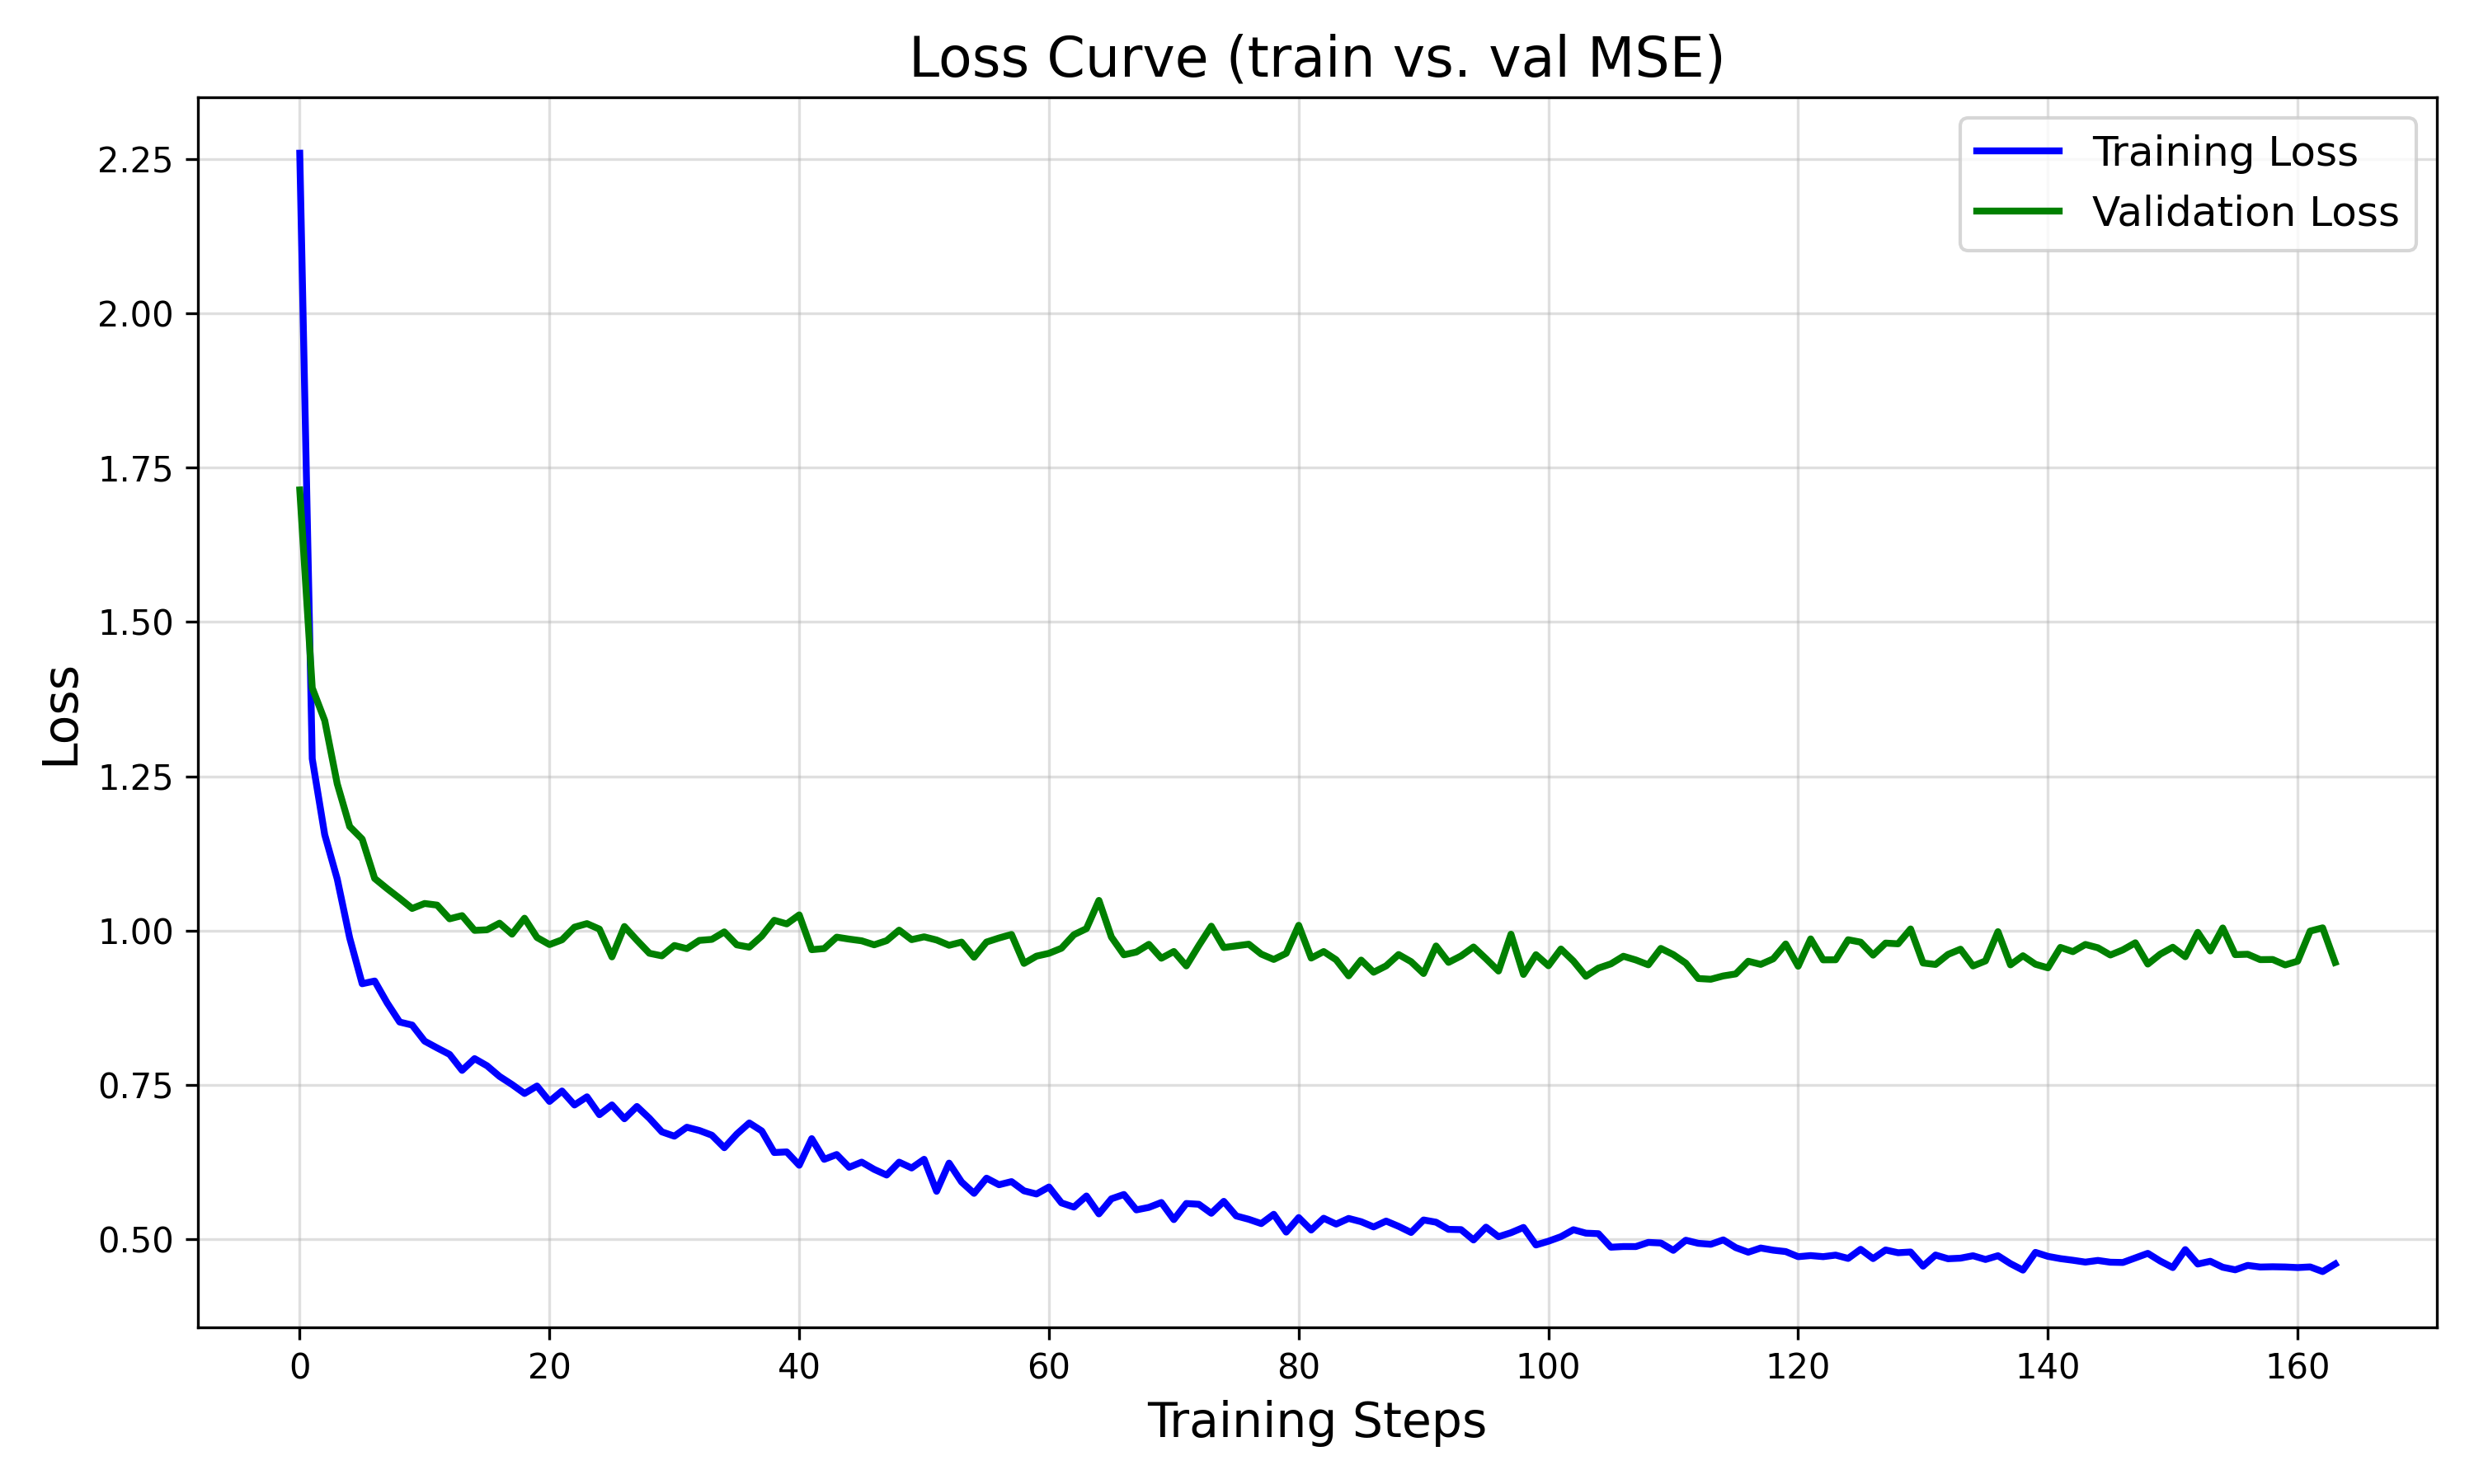 Loss Curve (train vs. val MSE)
Training Loss
Validation Loss
2.25
2.00
1.75
1.50
1.25
1.00
0.75
0.50
Loss
0 20 40 60 80 100 120 140 160
Training Steps